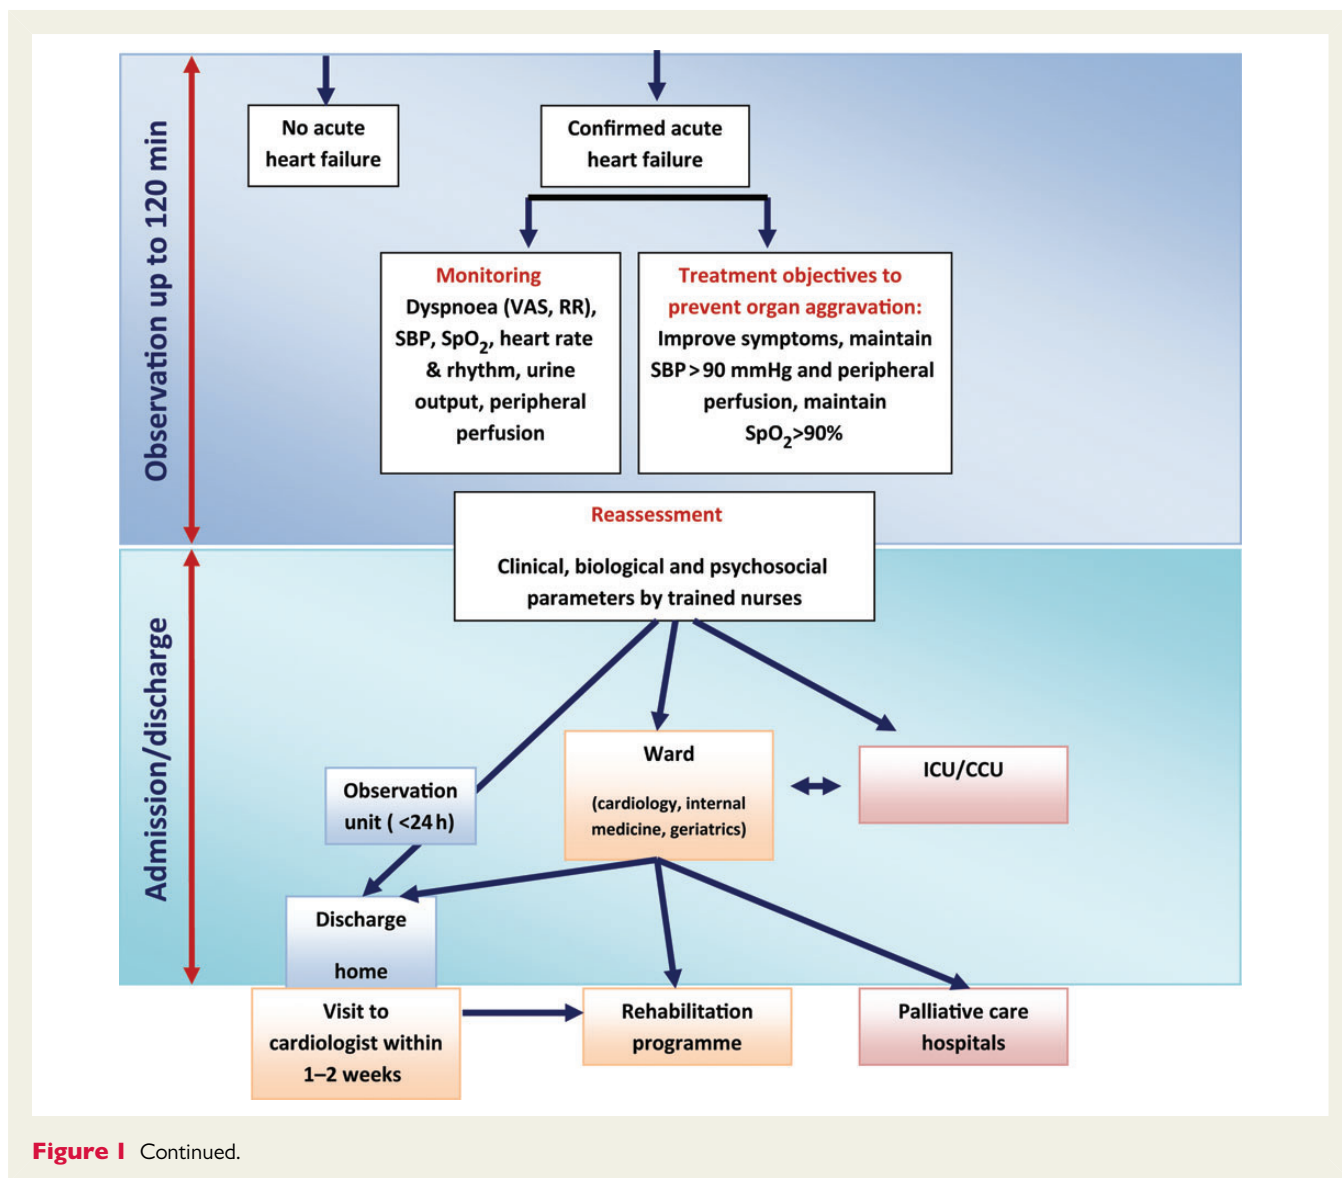 Observation up to 120 min
No acute
heart failure
Confirmed acute
heart failure
Monitoring
Dyspnoea (VAS, RR),
SBP, SpO₂, heart rate
& rhythm, urine
output, peripheral
perfusion
Treatment objectives to
prevent organ aggravation:
Improve symptoms, maintain
SBP > 90 mmHg and peripheral
perfusion, maintain
SpO₂>90%
Reassessment
Clinical, biological and psychosocial
parameters by trained nurses
Admission/discharge
Observation
unit ( <24 h)
Ward
(cardiology, internal
medicine, geriatrics)
ICU/CCU
Discharge
home
Visit to
cardiologist within
1–2 weeks
Rehabilitation
programme
Palliative care
hospitals
Figure 1 Continued.